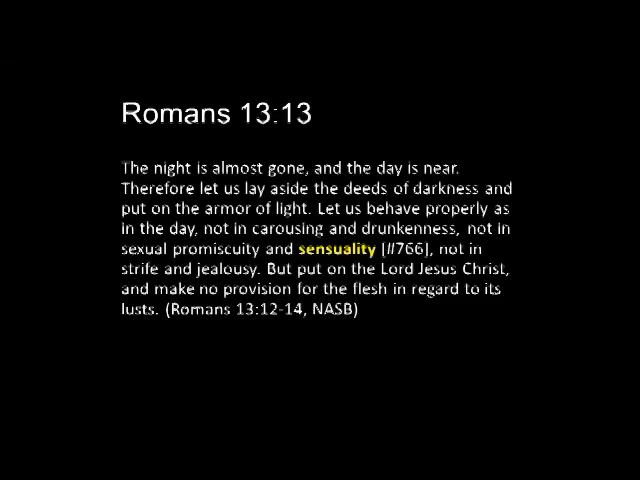 Romans 13:13
The night is almost gone, and the day is near.
Therefore let us lay aside the deeds of darkness and
put on the armor of light. Let us behave properly as
in the day, not in carousing and drunkenness, not in
sexual promiscuity and sensuality [#766], not in
strife and jealousy. But put on the Lord Jesus Christ,
and make no provision for the flesh in regard to its
lusts. (Romans 13:12-14, NASB)